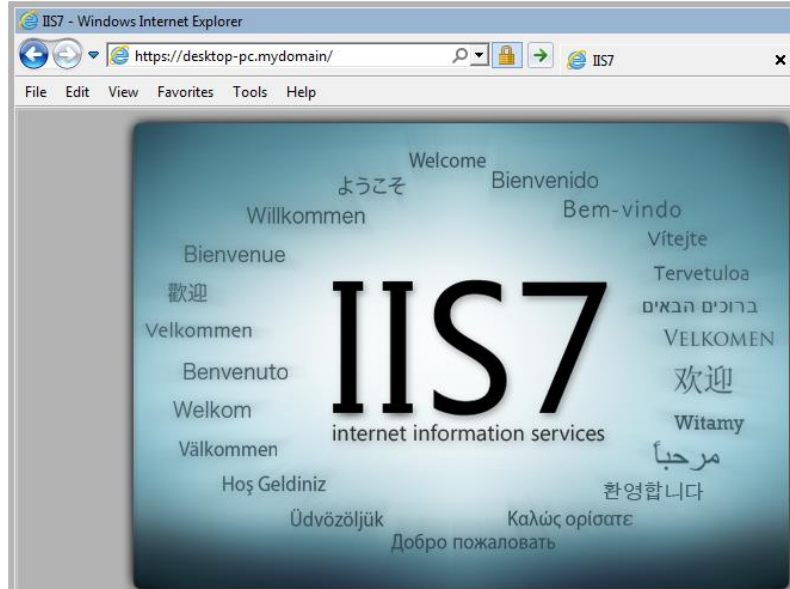 IIS7 - Windows Internet Explorer
https://desktop-pc.mydomain/
IIS7
File Edit View Favorites Tools Help
Welcome
ようこそ
Bienvenido
Willkommen
Bem-vindo
Bienvenue
Vítejte
歡迎
Tervetuloa
ברוכים הבאים
Velkommen
VELKOMEN
Benvenuto
欢迎
Welkom
Witamy
Välkommen
مرحباً
Hoş Geldiniz
환영합니다
Üdvözöljük
Καλώς ορίσατε
Добро пожаловать
IIS7
internet information services